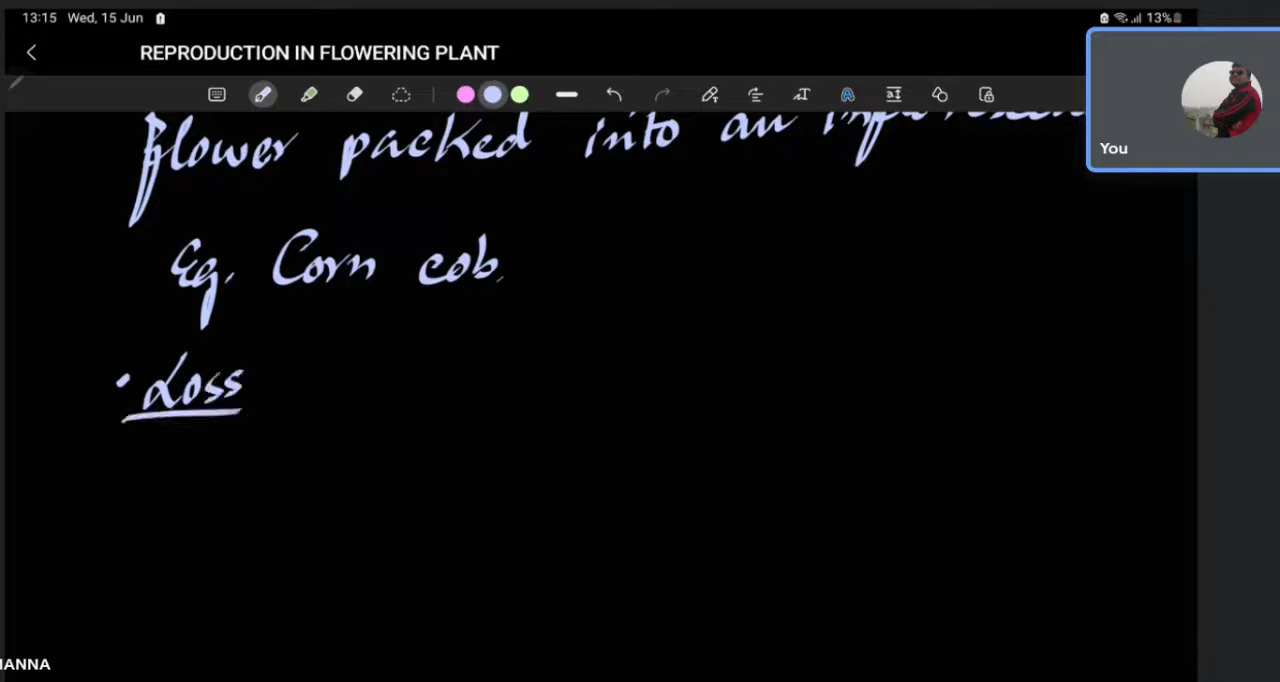 13:15 Wed, 15 Jun 13%
REPRODUCTION IN FLOWERING PLANT
flower packed into an
Eg. Corn cob
• Loss
You